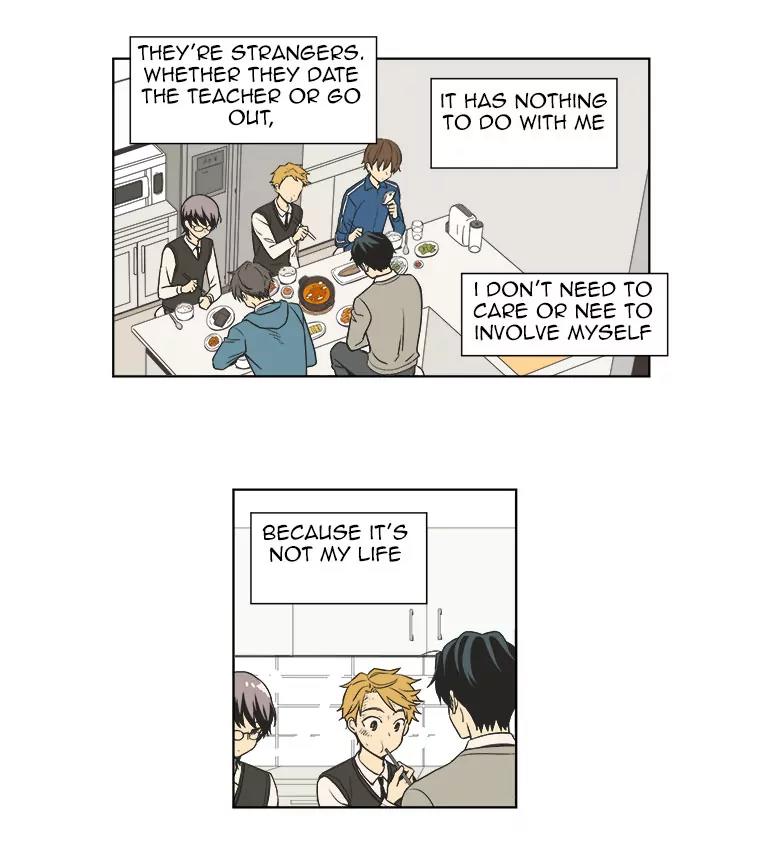 THEY'RE STRANGERS.
WHETHER THEY DATE
THE TEACHER OR GO
OUT,
IT HAS NOTHING
TO DO WITH ME
I DON'T NEED TO
CARE OR NEE TO
INVOLVE MYSELF
BECAUSE IT'S
NOT MY LIFE